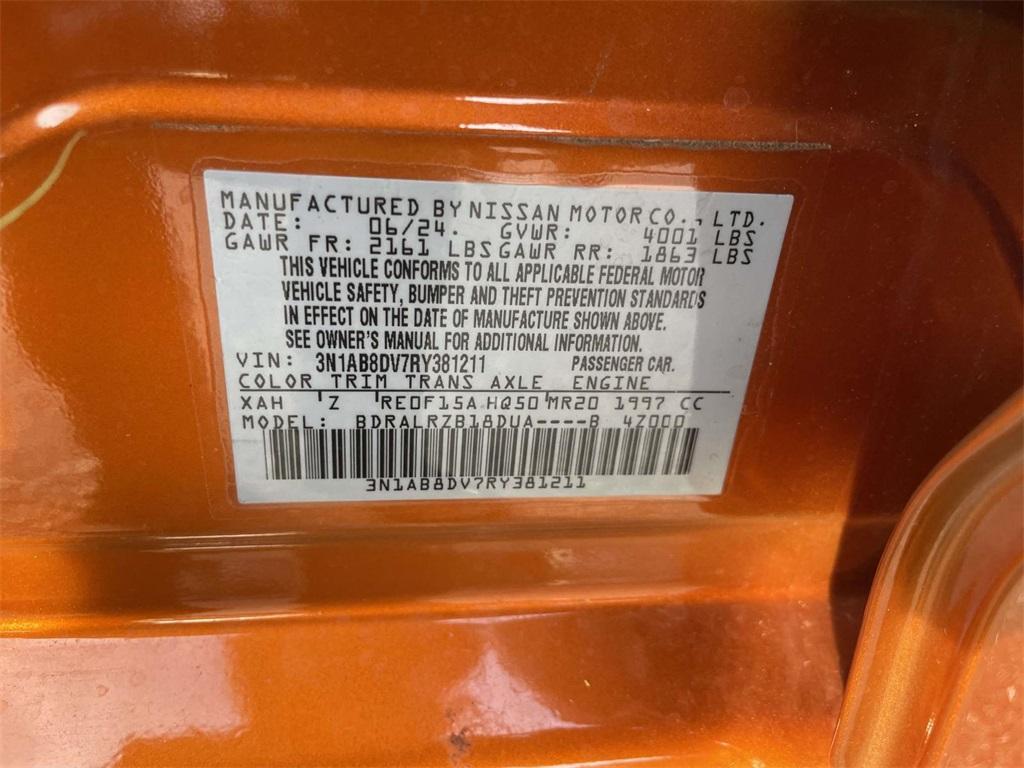 MANUFACTURED BY NISSAN MOTOR CO., LTD.
DATE: 06/24. GVWR: 4001 LBS
GAWR FR: 2161 LBS GAWR RR: 1863 LBS
THIS VEHICLE CONFORMS TO ALL APPLICABLE FEDERAL MOTOR
VEHICLE SAFETY, BUMPER AND THEFT PREVENTION STANDARDS
IN EFFECT ON THE DATE OF MANUFACTURE SHOWN ABOVE.
SEE OWNER'S MANUAL FOR ADDITIONAL INFORMATION.
VIN: 3N1AB8DV7RY381211 PASSENGER CAR.
COLOR TRIM TRANS AXLE ENGINE
XAH Z RE0F15A HQ50 MR20 1997 CC
MODEL: BDRALRZB18DUA----B 4Z000
3N1AB8DV7RY381211